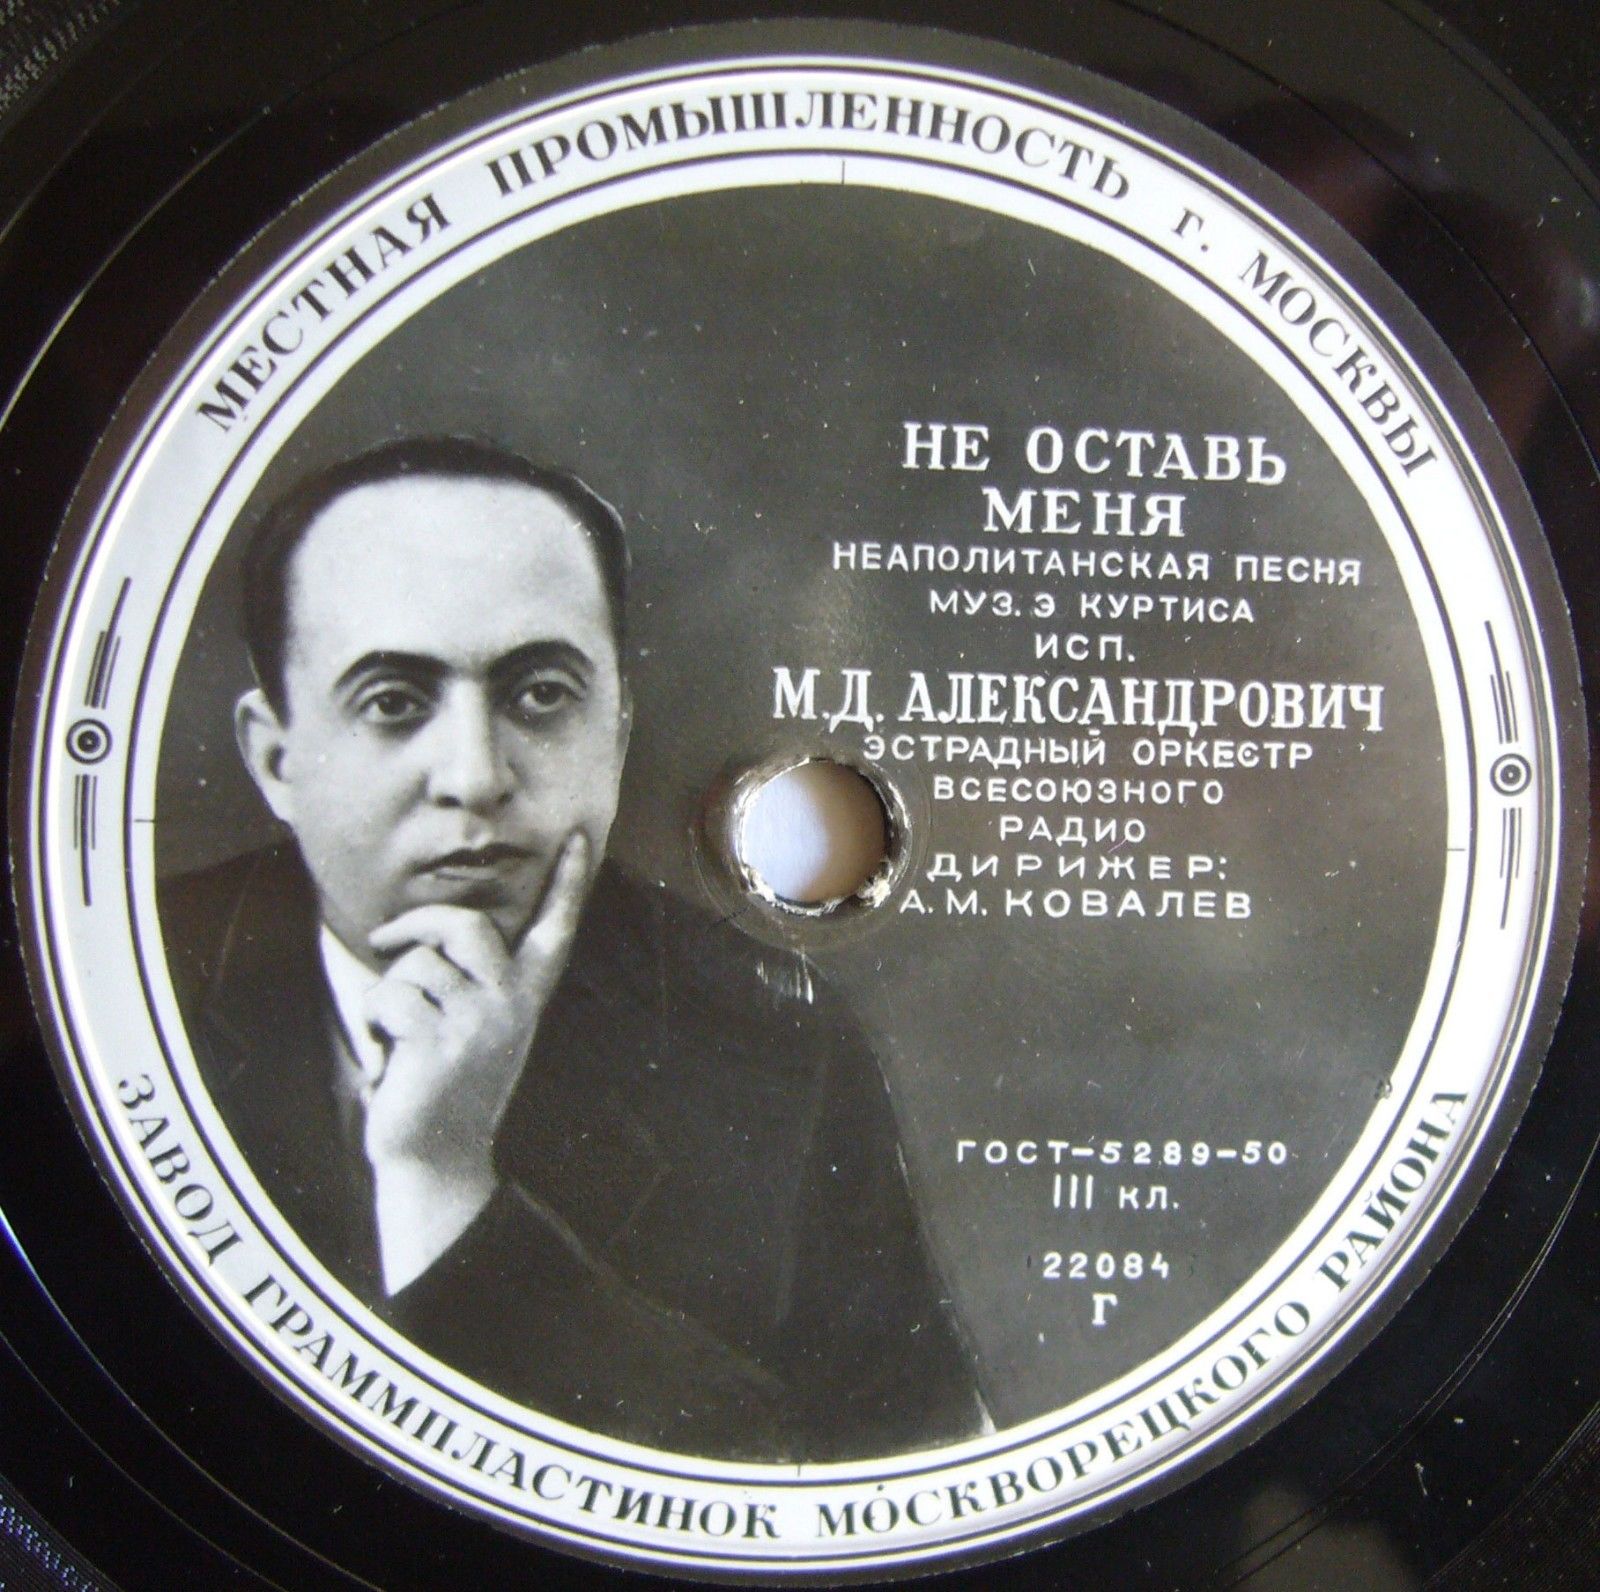 МЕСТНАЯ ПРОМЫШЛЕННОСТЬ г. МОСКВЫ
НЕ ОСТАВЬ
МЕНЯ
НЕАПОЛИТАНСКАЯ ПЕСНЯ
МУЗ. Э КУРТИСА
ИСП.
М.Д. АЛЕКСАНДРОВИЧ
ЭСТРАДНЫЙ ОРКЕСТР
ВСЕСОЮЗНОГО
РАДИО
ДИРИЖЕР:
А.М. КОВАЛЕВ
ГОСТ-5289-50
III КЛ.
22084
Г
ЗАВОД ГРАММПЛАСТИНОК МОСКВОРЕЦКОГО РАЙОНА